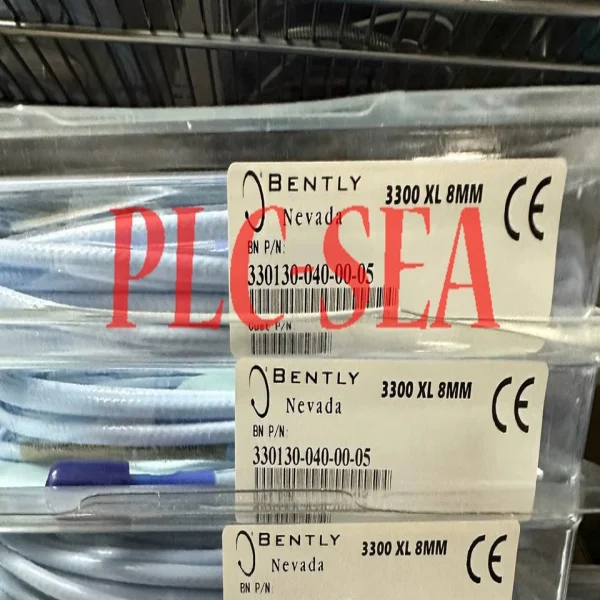 BENTLY 3300 XL 8MM CE
Nevada
BN P/N:
330130-040-00-05
Cust P/N
PLC SEA
BENTLY 3300 XL 8MM CE
Nevada
BN P/N:
330130-040-00-05
BENTLY 3300 XL 8MM CE
Nevada
BN P/N: